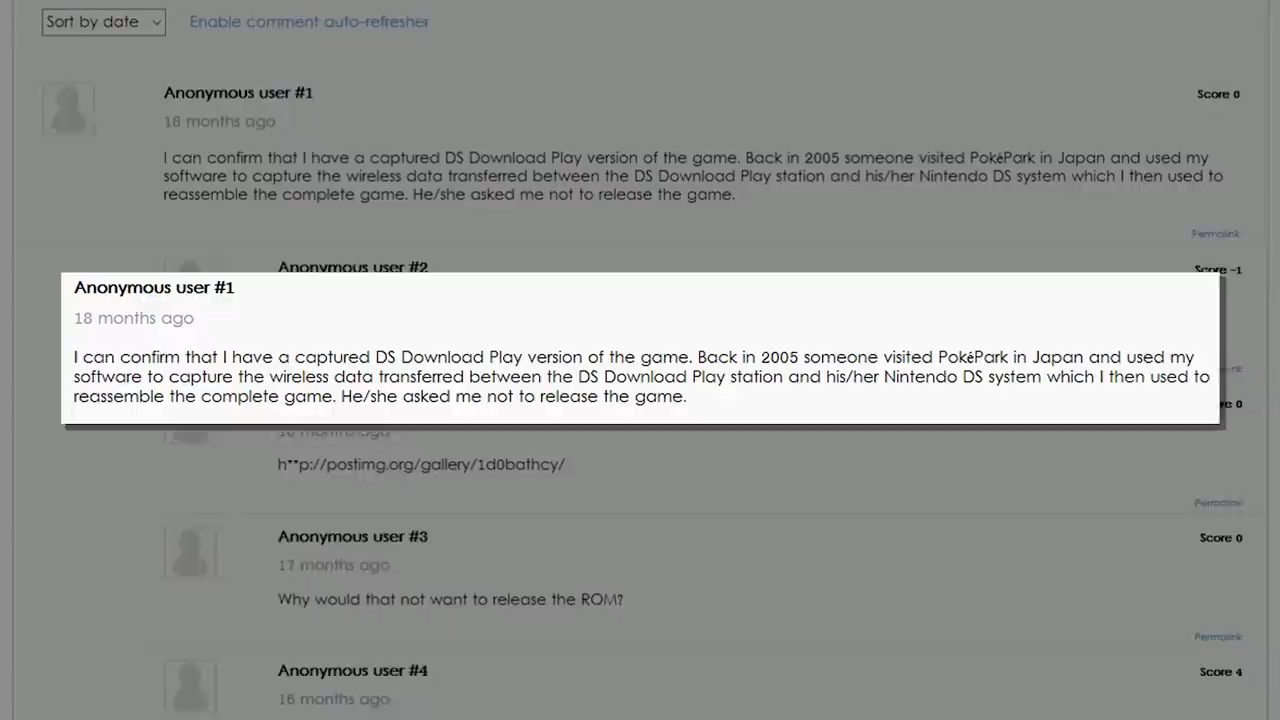 Sort by date
Enable comment auto-refresher
Anonymous user #1
Score 0
18 months ago
I can confirm that I have a captured DS Download Play version of the game. Back in 2005 someone visited PokéPark in Japan and used my
software to capture the wireless data transferred between the DS Download Play station and his/her Nintendo DS system which I then used to
reassemble the complete game. He/she asked me not to release the game.
Permalink
Anonymous user #2
Score -1
Anonymous user #1
18 months ago
I can confirm that I have a captured DS Download Play version of the game. Back in 2005 someone visited PokéPark in Japan and used my
software to capture the wireless data transferred between the DS Download Play station and his/her Nintendo DS system which I then used to
reassemble the complete game. He/she asked me not to release the game.
months ago
h**p://postimg.org/gallery/1d0bathcy/
Permalink
Anonymous user #3
Score 0
17 months ago
Why would that not want to release the ROM?
Permalink
Anonymous user #4
Score 4
16 months ago